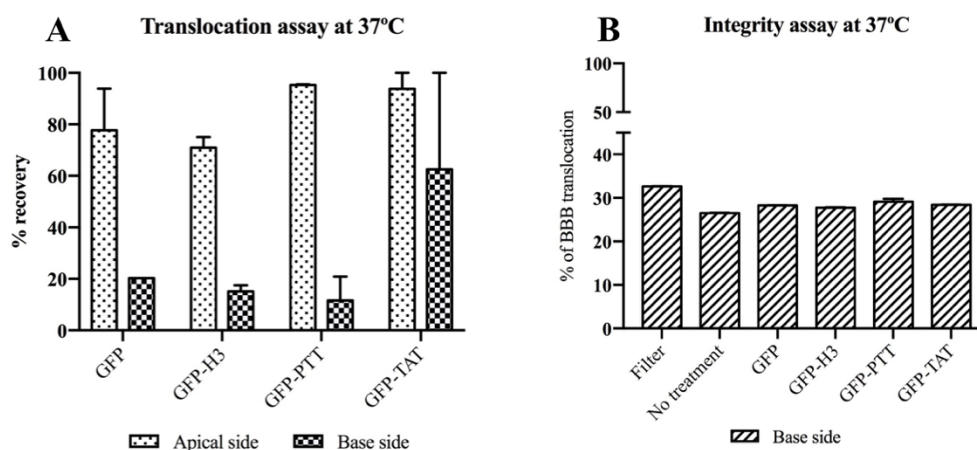 A
Translocation assay at 37ºC
% recovery
100
80
60
40
20
0
GFP
GFP-H3
GFP-PTT
GFP-TAT
Apical side
Base side
B
Integrity assay at 37ºC
% of BBB translocation
100
50
40
30
20
10
0
Filter
No treatment
GFP
GFP-H3
GFP-PTT
GFP-TAT
Base side